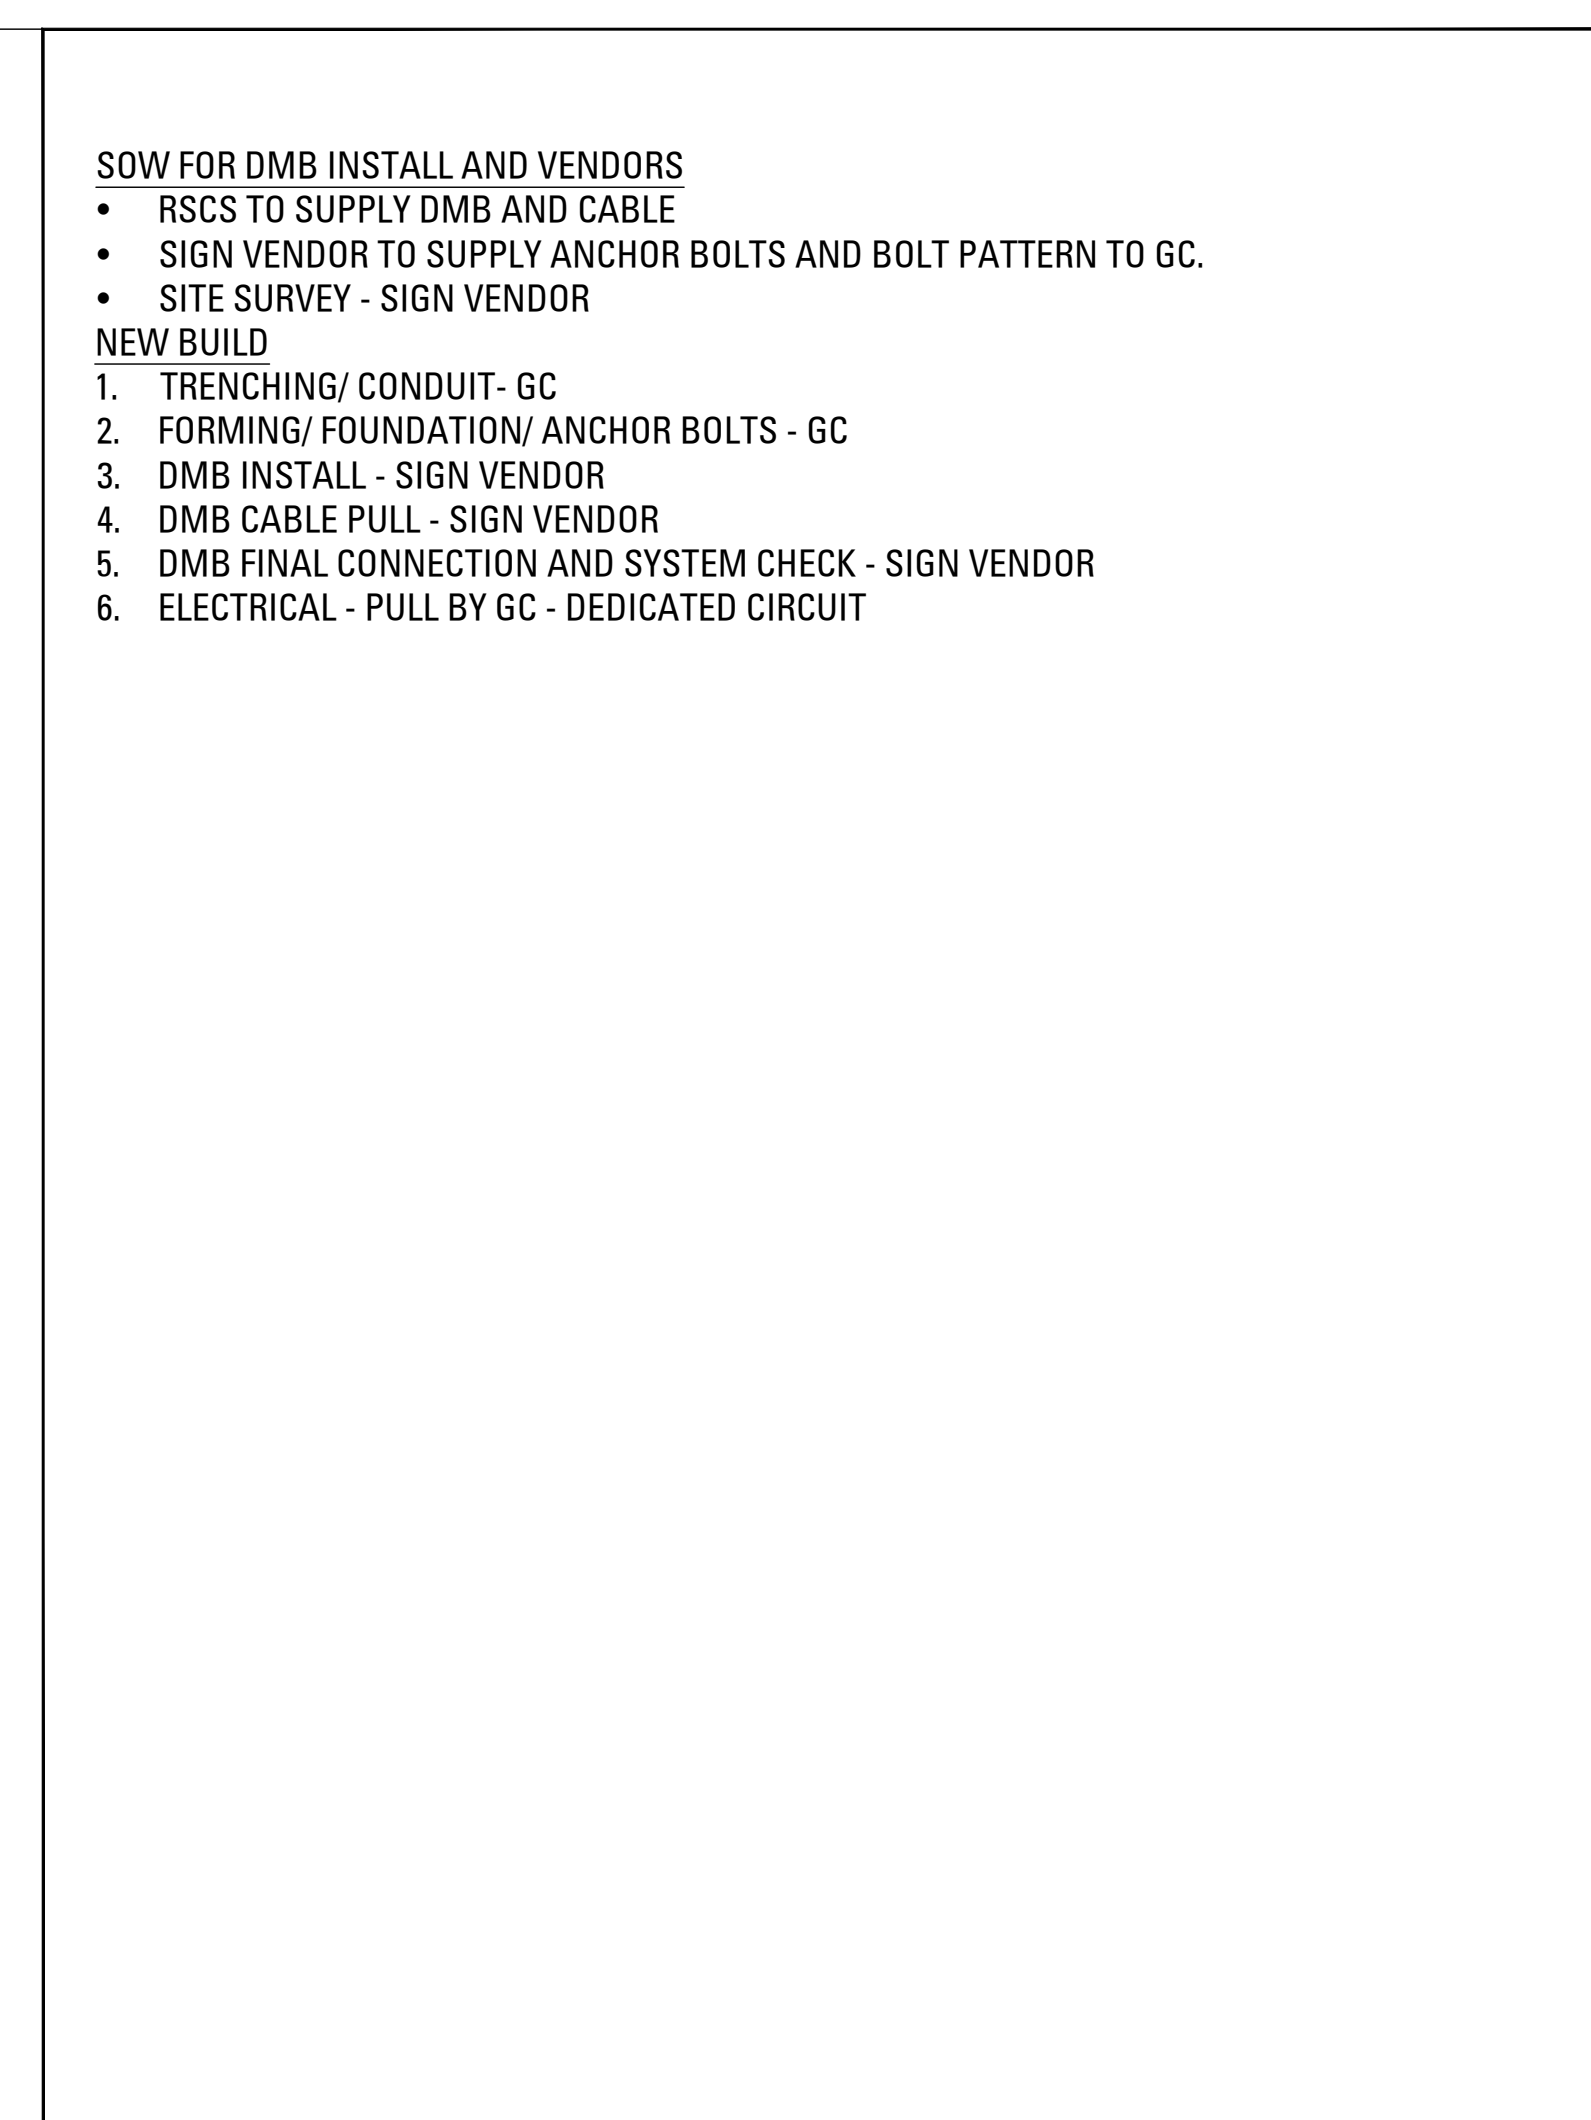 SOW FOR DMB INSTALL AND VENDORS
• RSCS TO SUPPLY DMB AND CABLE
• SIGN VENDOR TO SUPPLY ANCHOR BOLTS AND BOLT PATTERN TO GC.
• SITE SURVEY - SIGN VENDOR
NEW BUILD
1. TRENCHING/ CONDUIT- GC
2. FORMING/ FOUNDATION/ ANCHOR BOLTS - GC
3. DMB INSTALL - SIGN VENDOR
4. DMB CABLE PULL - SIGN VENDOR
5. DMB FINAL CONNECTION AND SYSTEM CHECK - SIGN VENDOR
6. ELECTRICAL - PULL BY GC - DEDICATED CIRCUIT